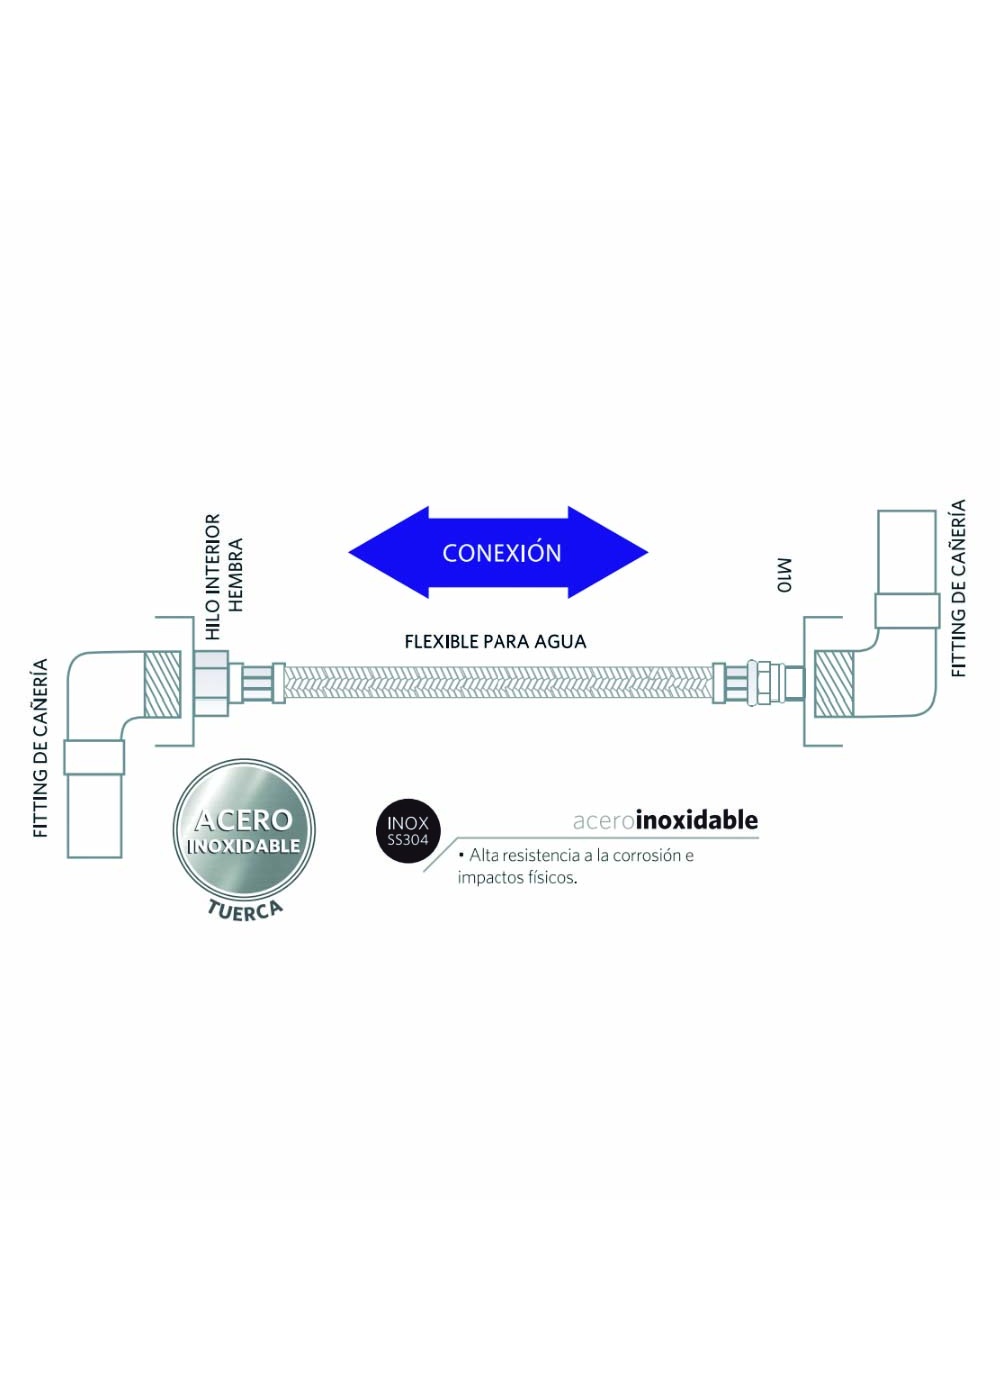 FITTING DE CAÑERÍA
HILO INTERIOR
HEMBRA
CONEXIÓN
FLEXIBLE PARA AGUA
M10
FITTING DE CAÑERÍA
ACERO
INOXIDABLE
TUERCA
INOX
SS304
aceroinoxidable
• Alta resistencia a la corrosión e
impactos físicos.